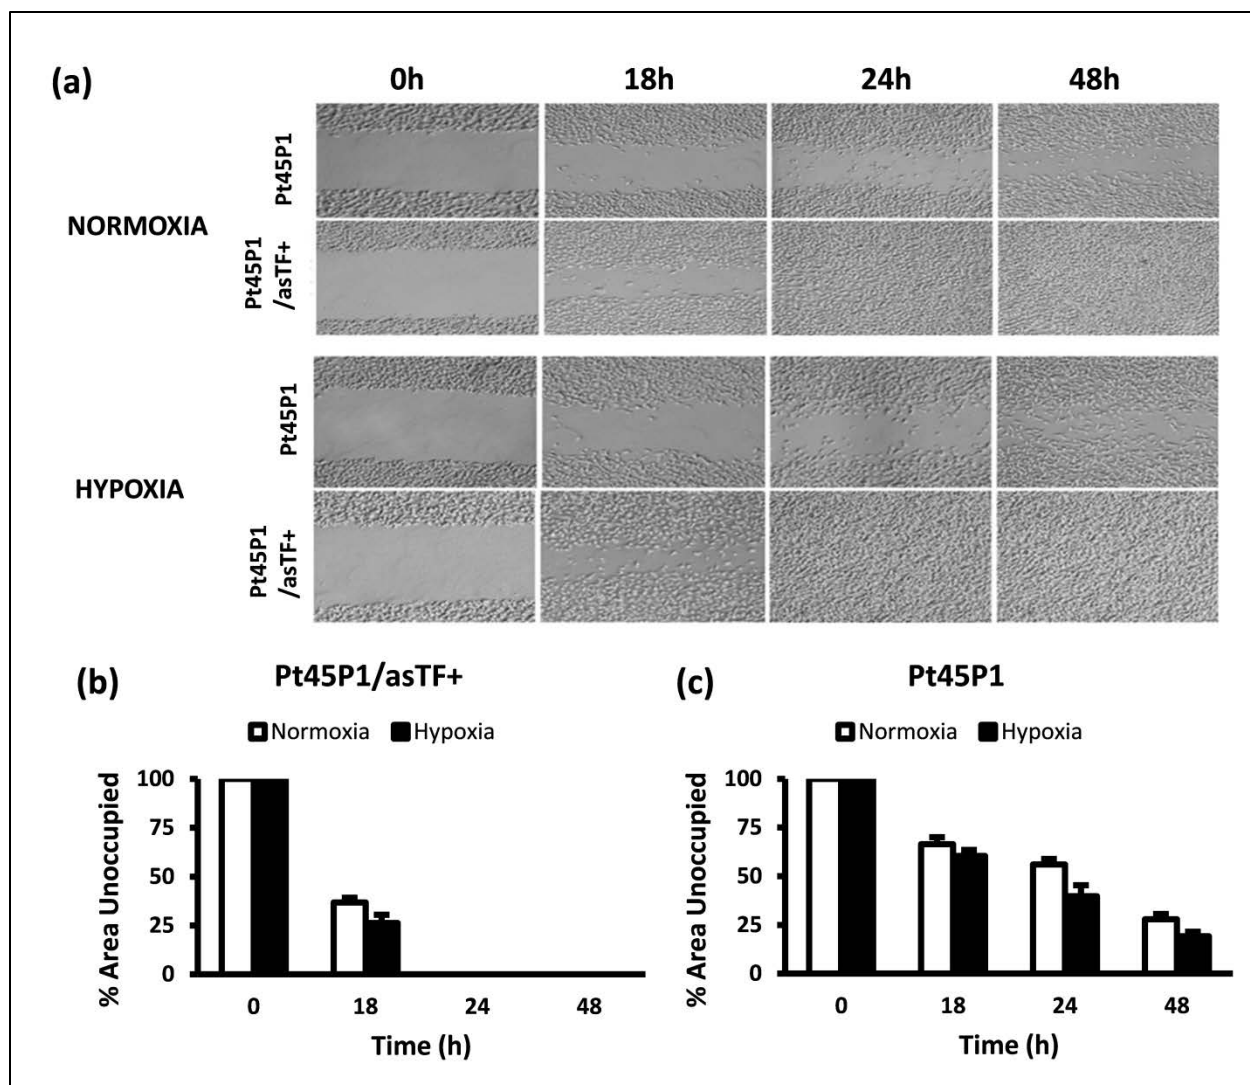 (a)
0h 18h 24h 48h
NORMOXIA
Pt45P1
Pt45P1
/asTF+
HYPOXIA
Pt45P1
Pt45P1
/asTF+
(b)
Pt45P1/asTF+
Normoxia Hypoxia
% Area Unoccupied
100
75
50
25
0
0 18 24 48
Time (h)
(c)
Pt45P1
Normoxia Hypoxia
% Area Unoccupied
100
75
50
25
0
0 18 24 48
Time (h)